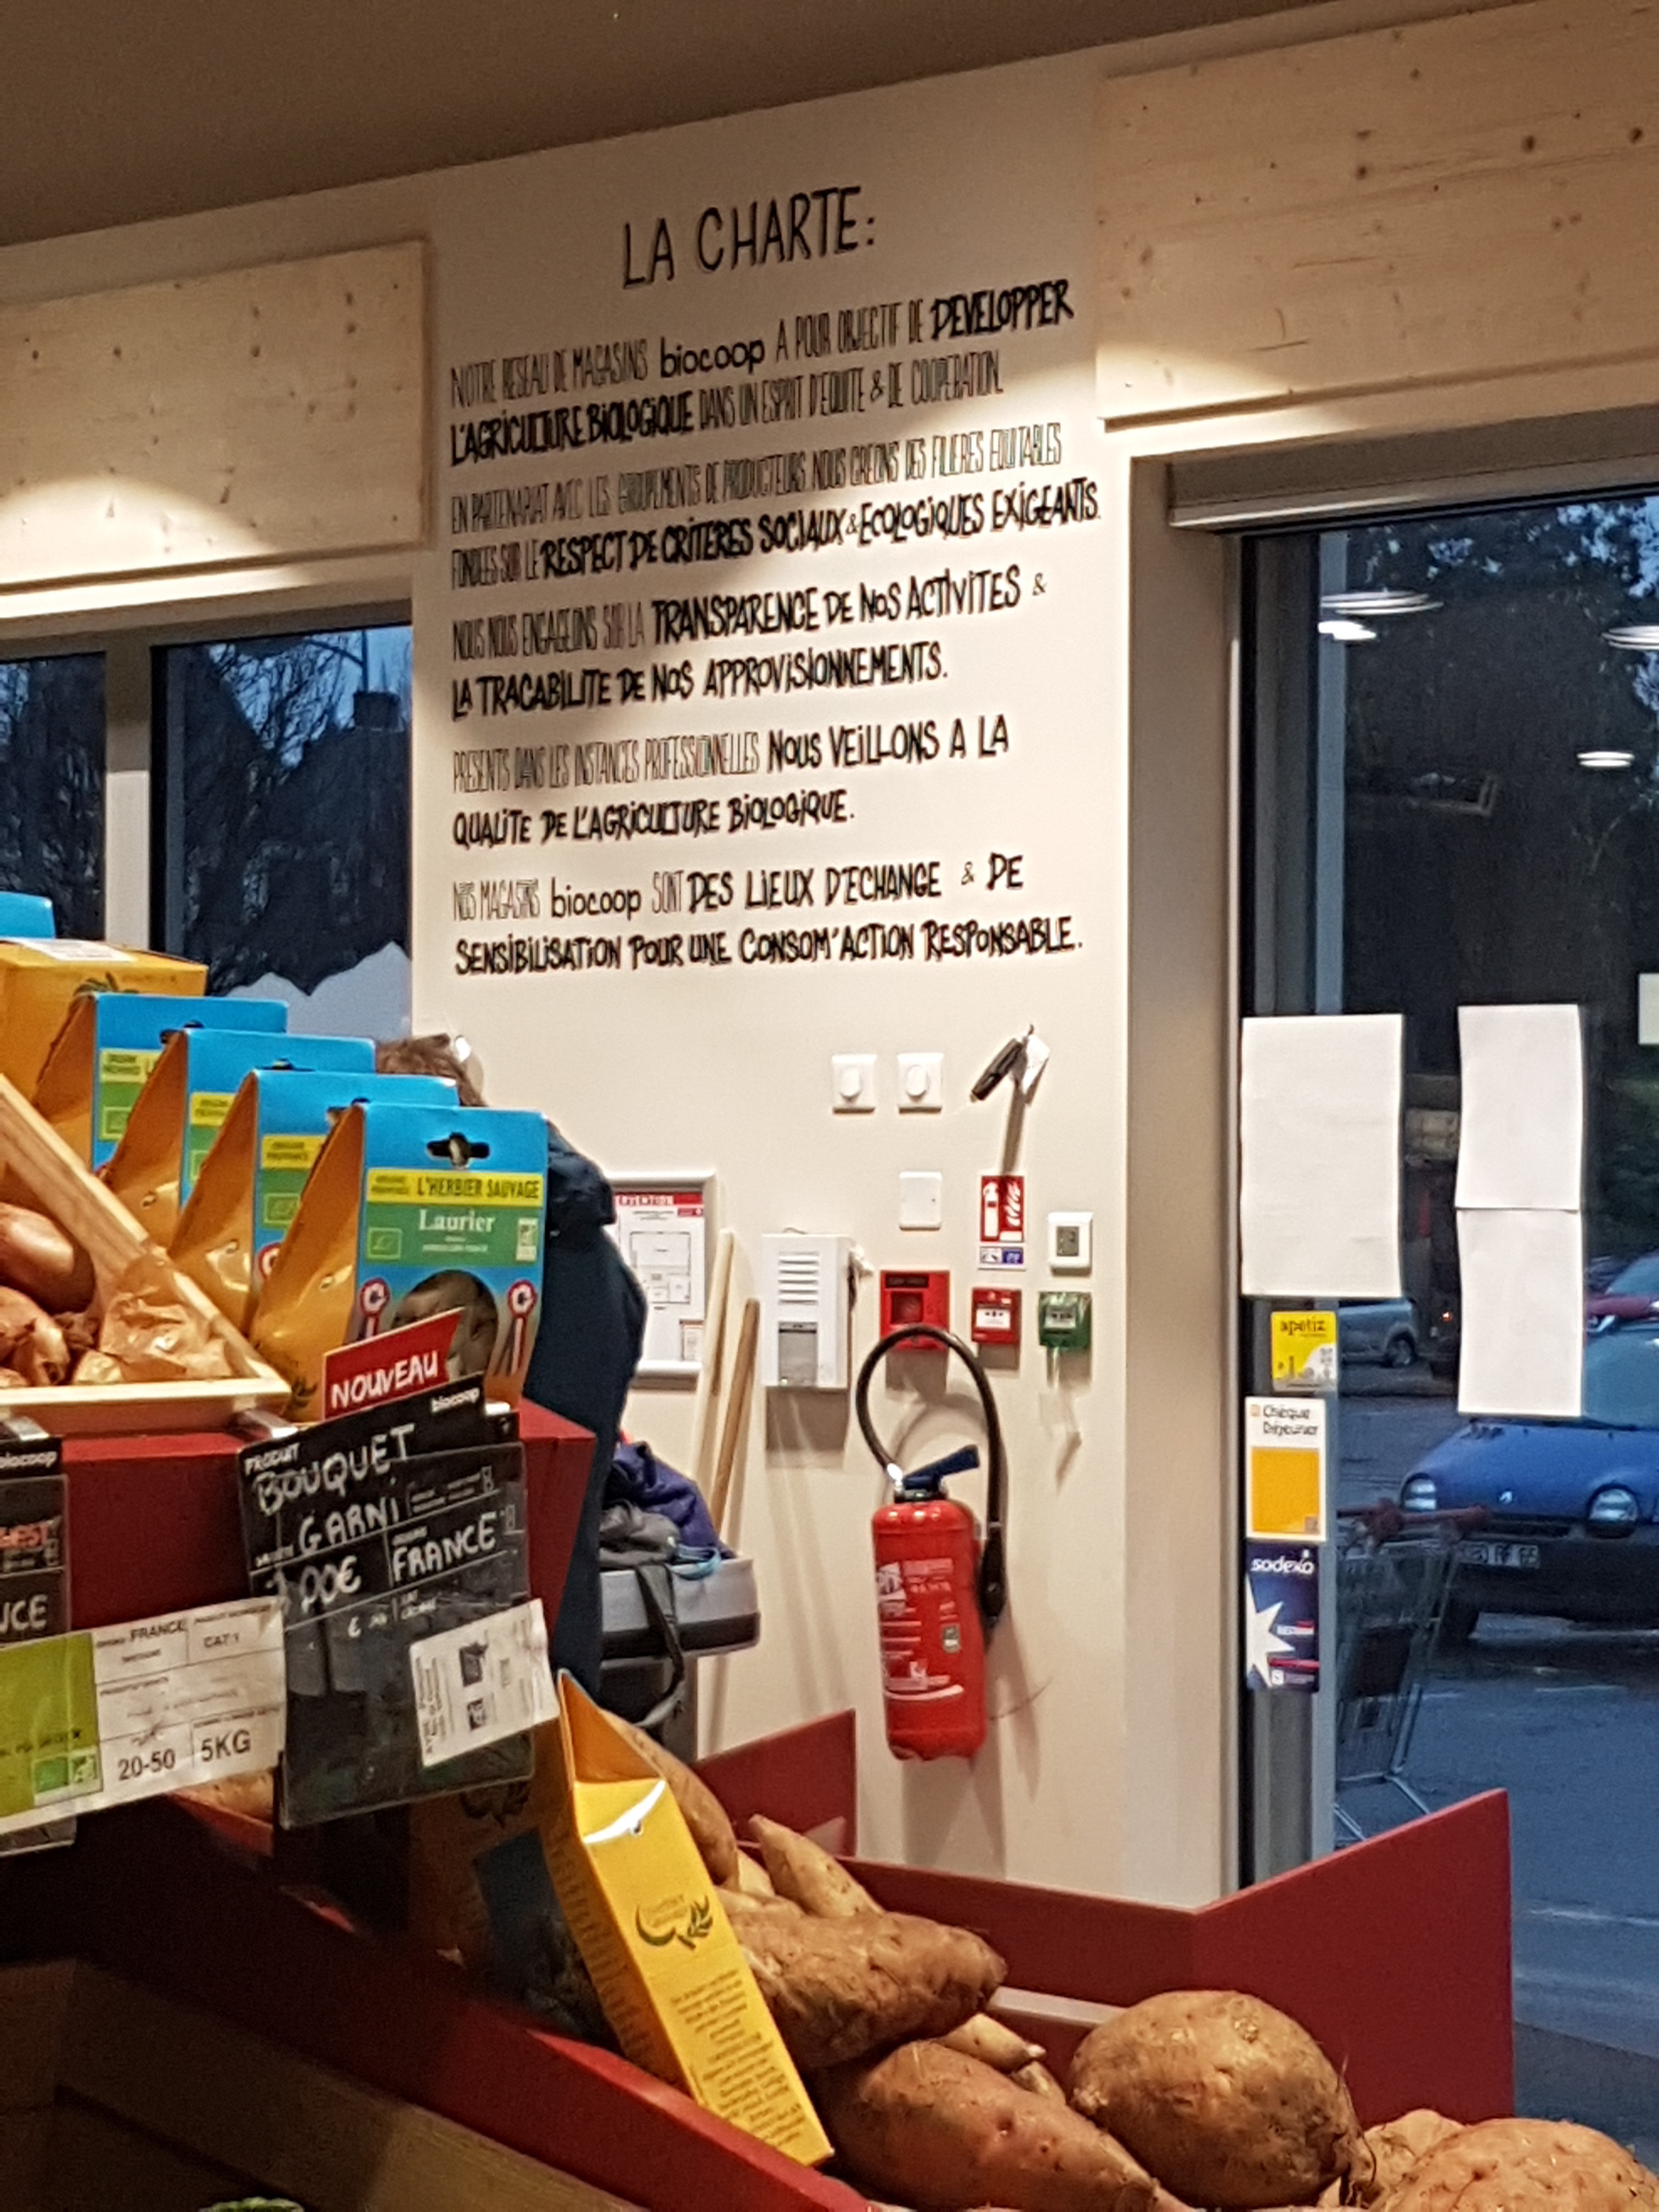 LA CHARTE:
NOTRE RESEAU DE MAGASINS biocoop A POUR OBJECTIF DE DEVELOPPER
L'AGRICULTURE BIOLOGIQUE DANS UN ESPRIT D'EQUITE & DE COOPERATION.
EN PARTENARIAT AVEC LES GROUPEMENTS DE PRODUCTEURS NOUS CREONS DES FILIERES EQUITABLES
FONDEES SUR LE RESPECT DE CRITERES SOCIAUX & ECOLOGIQUES EXIGEANTS.
NOUS NOUS ENGAGEONS SUR LA TRANSPARENCE DE NOS ACTIVITES &
LA TRACABILITE DE NOS APPROVISIONNEMENTS.
PRESENTS DANS LES INSTANCES PROFESSIONNELLES NOUS VEILLONS A LA
QUALITE DE L'AGRICULTURE BIOLOGIQUE.
NOS MAGASINS biocoop SONT DES LIEUX D'ECHANGE & DE
SENSIBILISATION POUR UNE CONSOM'ACTION RESPONSABLE.
L'HERBIER SAUVAGE
Laurier
NOUVEAU
biocoop
PRODUIT
BOUQUET
GARNI
00€
FRANCE
biocoop
FRANCE
CAT 1
20-50
5KG
apetiz
Chèque
Déjeuner
sodexo